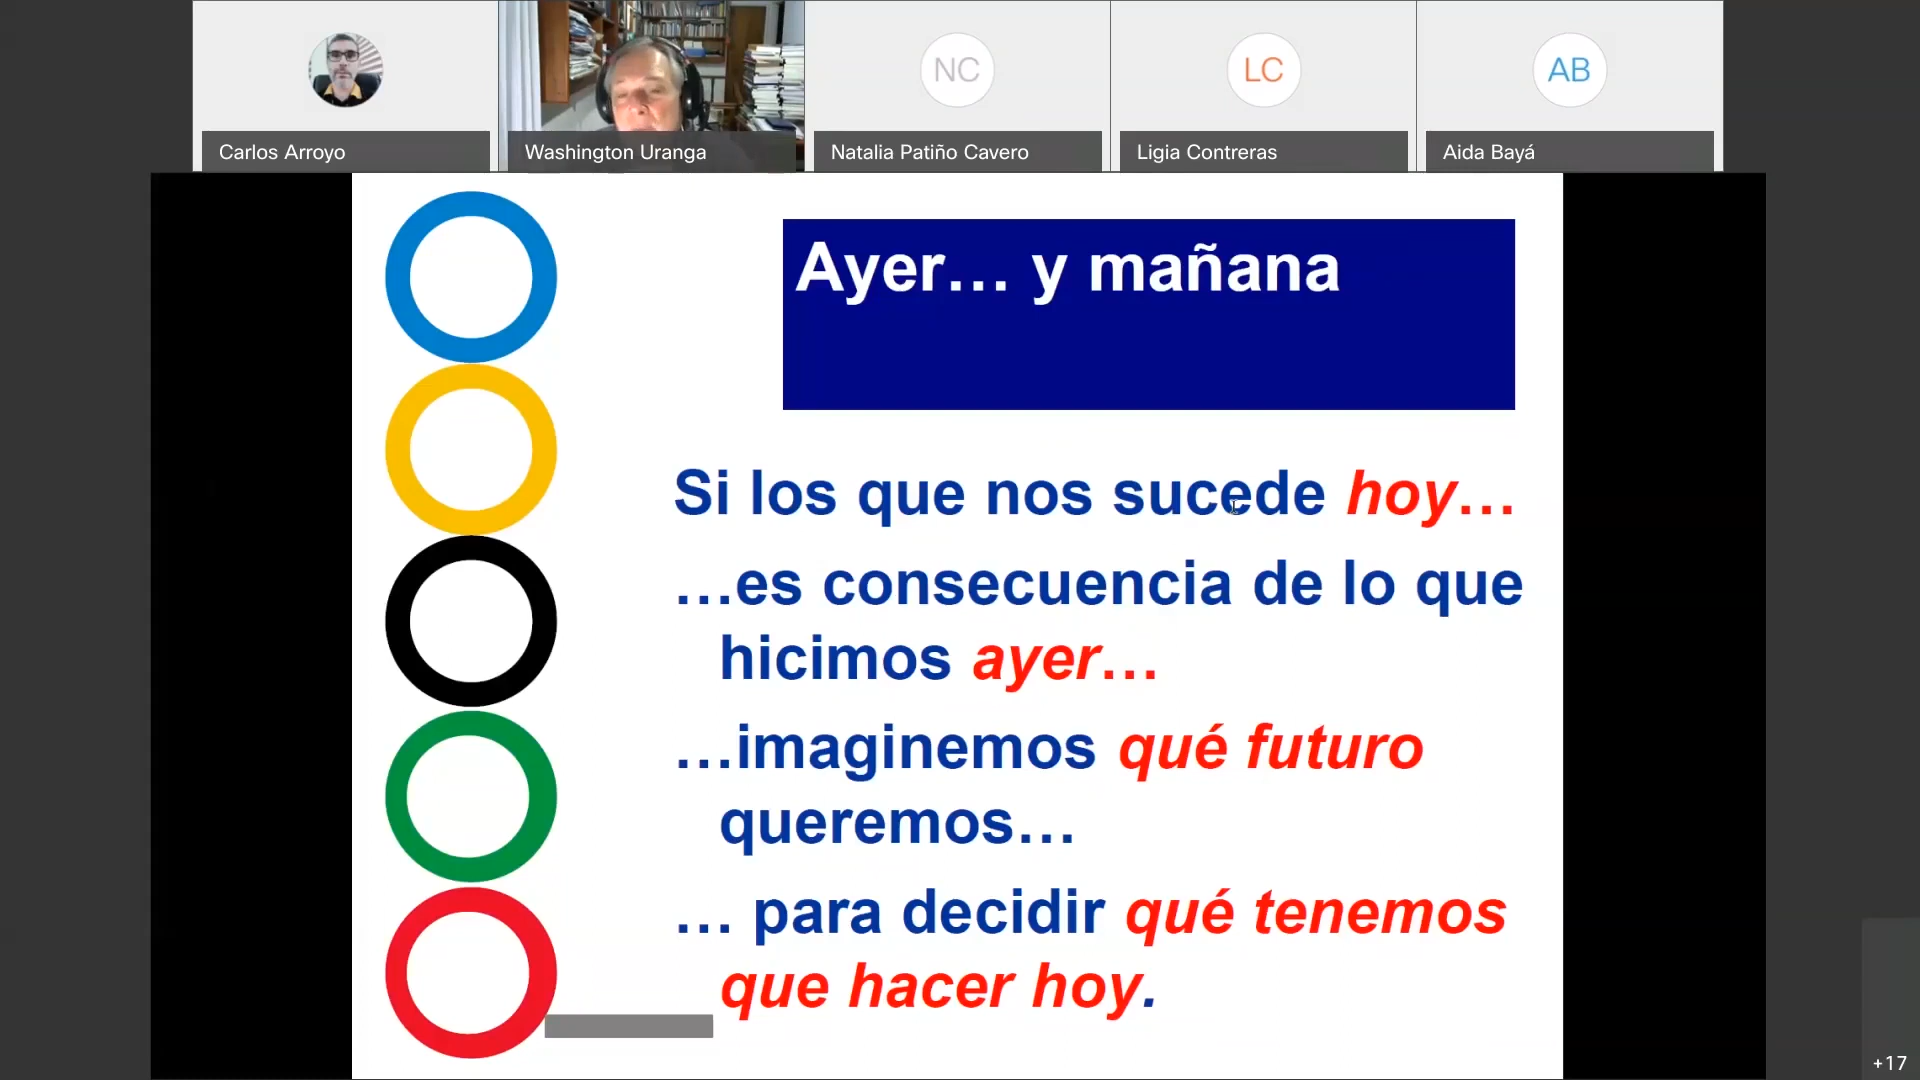 NC
LC
AB
Carlos Arroyo
Washington Uranga
Natalia Patiño Cavero
Ligia Contreras
Aida Bayá
Ayer… y mañana
Si los que nos sucede hoy…
…es consecuencia de lo que
hicimos ayer…
…imaginemos qué futuro
queremos…
… para decidir qué tenemos
que hacer hoy.
+17